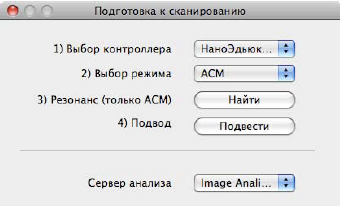 Подготовка к сканированию
1) Выбор контроллера НаноЭдьюк...
2) Выбор режима АСМ
3) Резонанс (только АСМ) Найти
4) Подвод Подвести
Сервер анализа Image Anali...